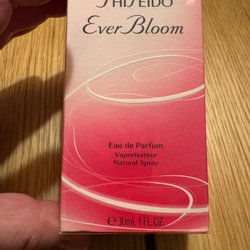 SHISEIDO
Ever Bloom
Eau de Parfum
Vaporisateur
Natural Spray
℮ 30mL 1 FL.OZ.